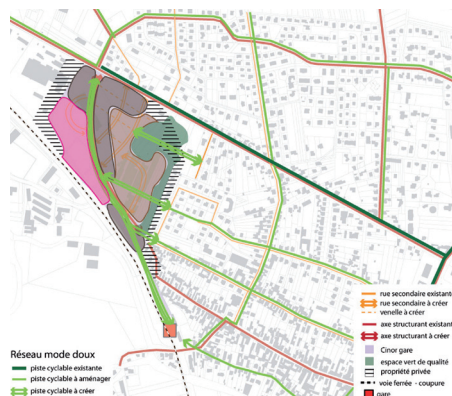 Réseau mode doux
piste cyclable existante
piste cyclable à aménager
piste cyclable à créer
rue secondaire existante
rue secondaire à créer
venelle à créer
axe structurant existant
axe structurant à créer
Cinor gare
espace vert de qualité
propriété privée
voie ferrée - coupure
gare